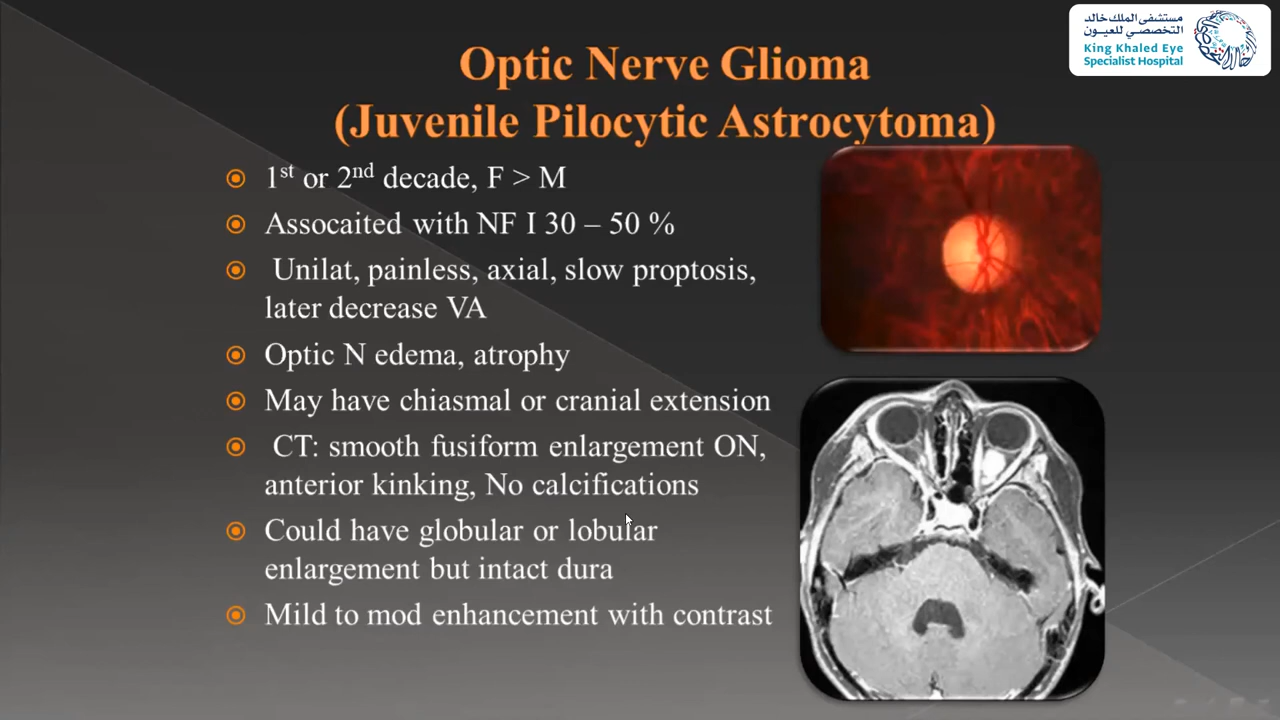 مستشفى الملك خالد
التخصصي للعيون
King Khaled Eye
Specialist Hospital
Optic Nerve Glioma
(Juvenile Pilocytic Astrocytoma)
1st or 2nd decade, F > M
Assocaited with NF I 30 – 50 %
Unilat, painless, axial, slow proptosis,
later decrease VA
Optic N edema, atrophy
May have chiasmal or cranial extension
CT: smooth fusiform enlargement ON,
anterior kinking, No calcifications
Could have globular or lobular
enlargement but intact dura
Mild to mod enhancement with contrast